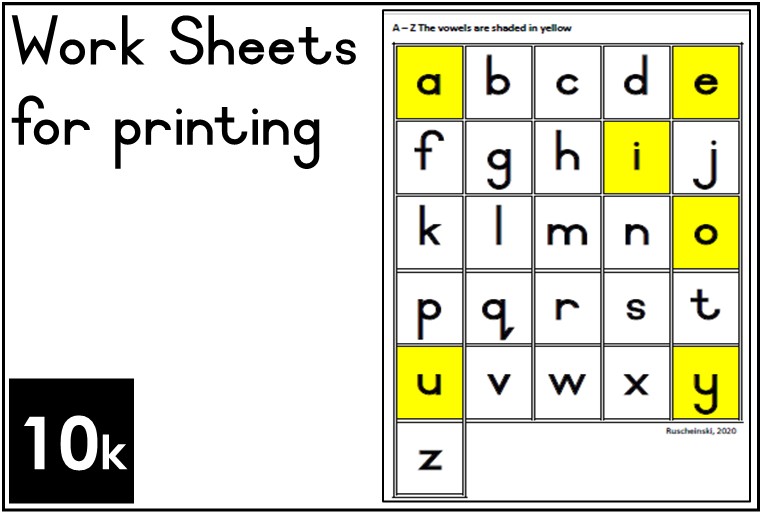 Work Sheets
for printing
10k
A – Z The vowels are shaded in yellow
a b c d e
f g h i j
k l m n o
p q r s t
u v w x y
Ruscheinski, 2020
z